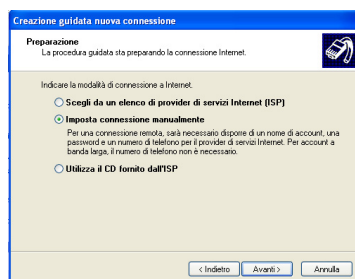 Creazione guidata nuova connessione
Preparazione
La procedura guidata sta preparando la connessione Internet.
Indicare la modalità di connessione a Internet.
Scegli da un elenco di provider di servizi Internet (ISP)
Imposta connessione manualmente
Per una connessione remota, sarà necessario disporre di un nome di account, una
password e un numero di telefono per il provider di servizi Internet. Per account a
banda larga, il numero di telefono non è necessario.
Utilizza il CD fornito dall'ISP
< Indietro Avanti > Annulla